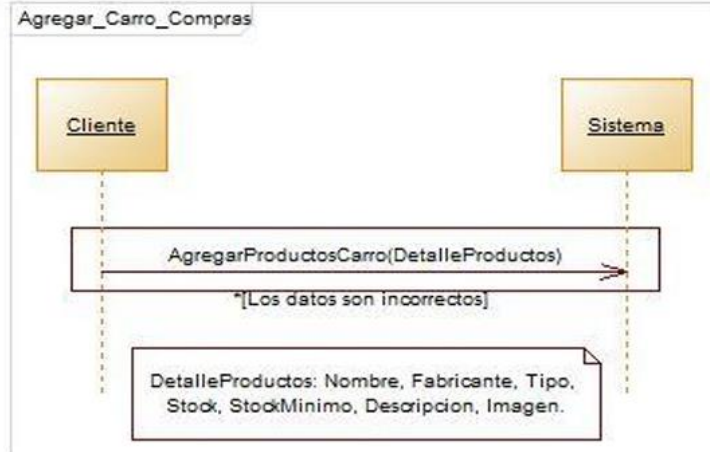 Agregar_Carro_Compras
Cliente
Sistema
AgregarProductosCarro(DetalleProductos)
*[Los datos son incorrectos]
DetalleProductos: Nombre, Fabricante, Tipo,
Stock, StockMinimo, Descripcion, Imagen.